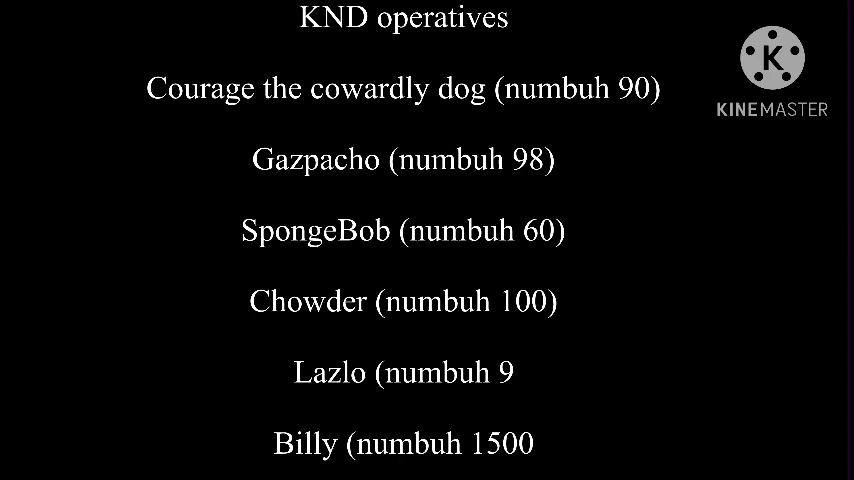 KND operatives
Courage the cowardly dog (numbuh 90)
Gazpacho (numbuh 98)
SpongeBob (numbuh 60)
Chowder (numbuh 100)
Lazlo (numbuh 9
Billy (numbuh 1500
K
KINEMASTER